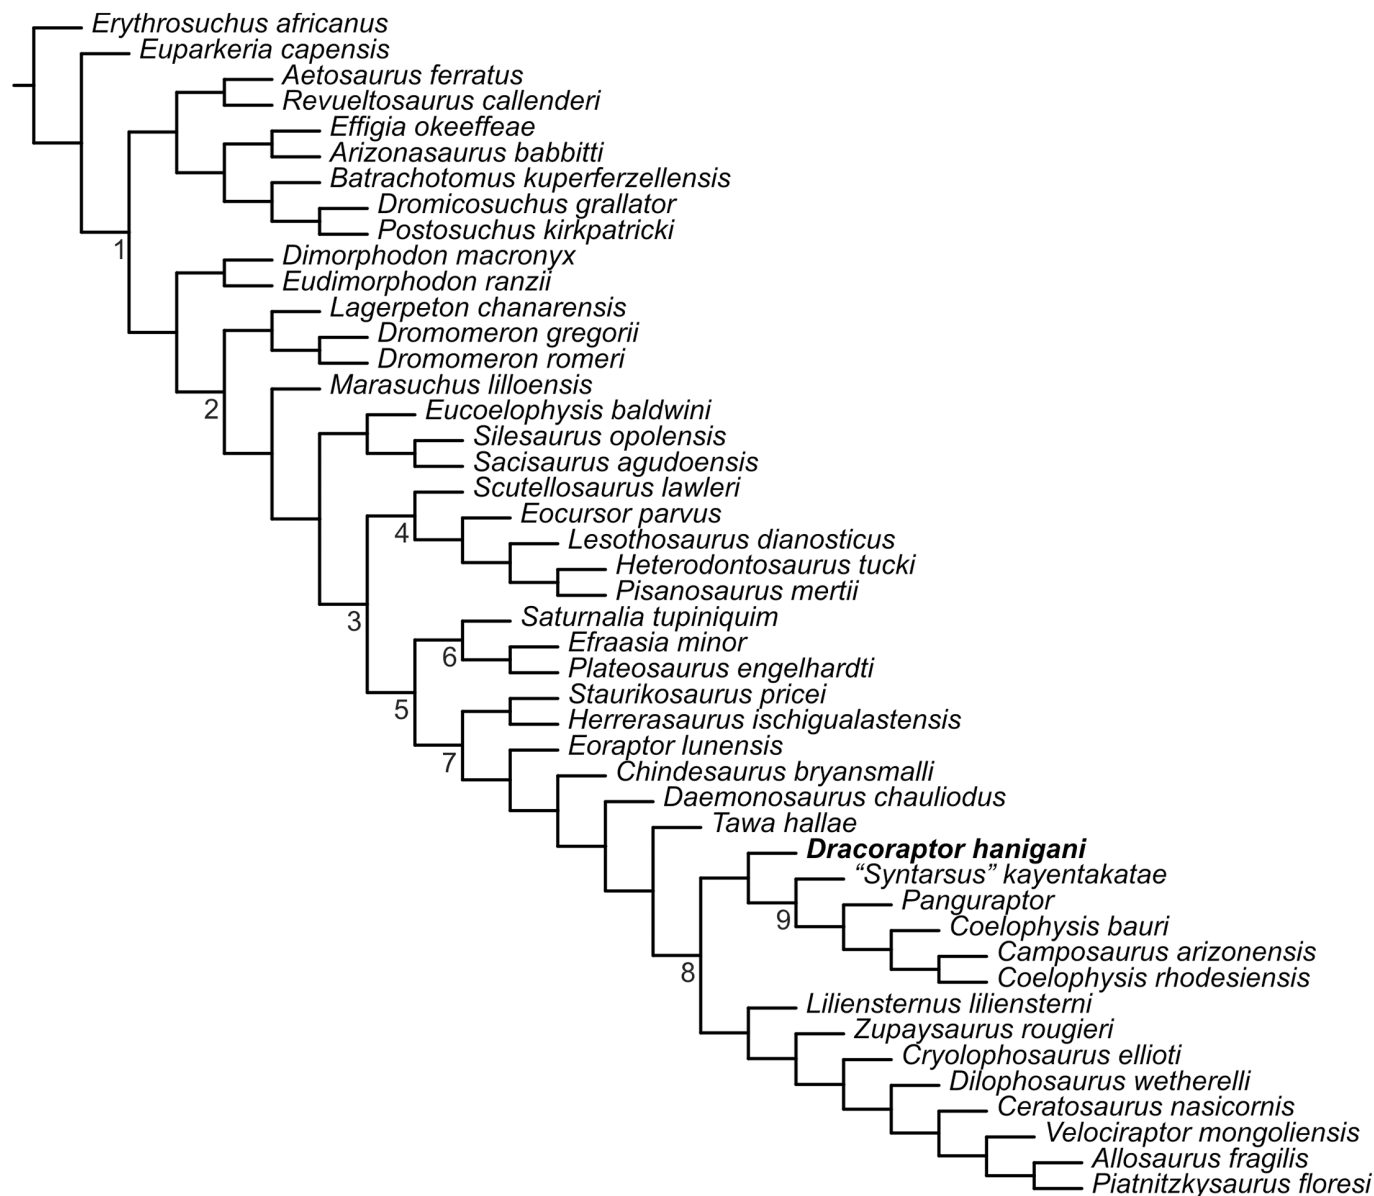 Erythrosuchus africanus
Euparkeria capensis
Aetosaurus ferratus
Revueltosaurus callenderi
Effigia okeeffeae
Arizonasaurus babbitti
Batrachotomus kuperferzellensis
Dromicosuchus grallator
Postosuchus kirkpatricki
1
Dimorphodon macronyx
Eudimorphodon ranzii
Lagerpeton chanarensis
Dromomeron gregorii
Dromomeron romeri
Marasuchus lilloensis
2
Eucoelophysis baldwini
Silesaurus opolensis
Sacisaurus agudoensis
Scutellosaurus lawleri
Eocursor parvus
4
Lesothosaurus dianosticus
Heterodontosaurus tucki
Pisanosaurus mertii
3
Saturnalia tupiniquim
Efraasia minor
6
Plateosaurus engelhardti
Staurikosaurus pricei
5
Herrerasaurus ischigualastensis
Eoraptor lunensis
7
Chindesaurus bryansmalli
Daemonosaurus chauliodus
Tawa hallae
Dracoraptor hanigani
“Syntarsus” kayentakatae
Panguraptor
9
Coelophysis bauri
Camposaurus arizonensis
8
Coelophysis rhodesiensis
Liliensternus liliensterni
Zupaysaurus rougieri
Cryolophosaurus ellioti
Dilophosaurus wetherelli
Ceratosaurus nasicornis
Velociraptor mongoliensis
Allosaurus fragilis
Piatnitzkysaurus floresi